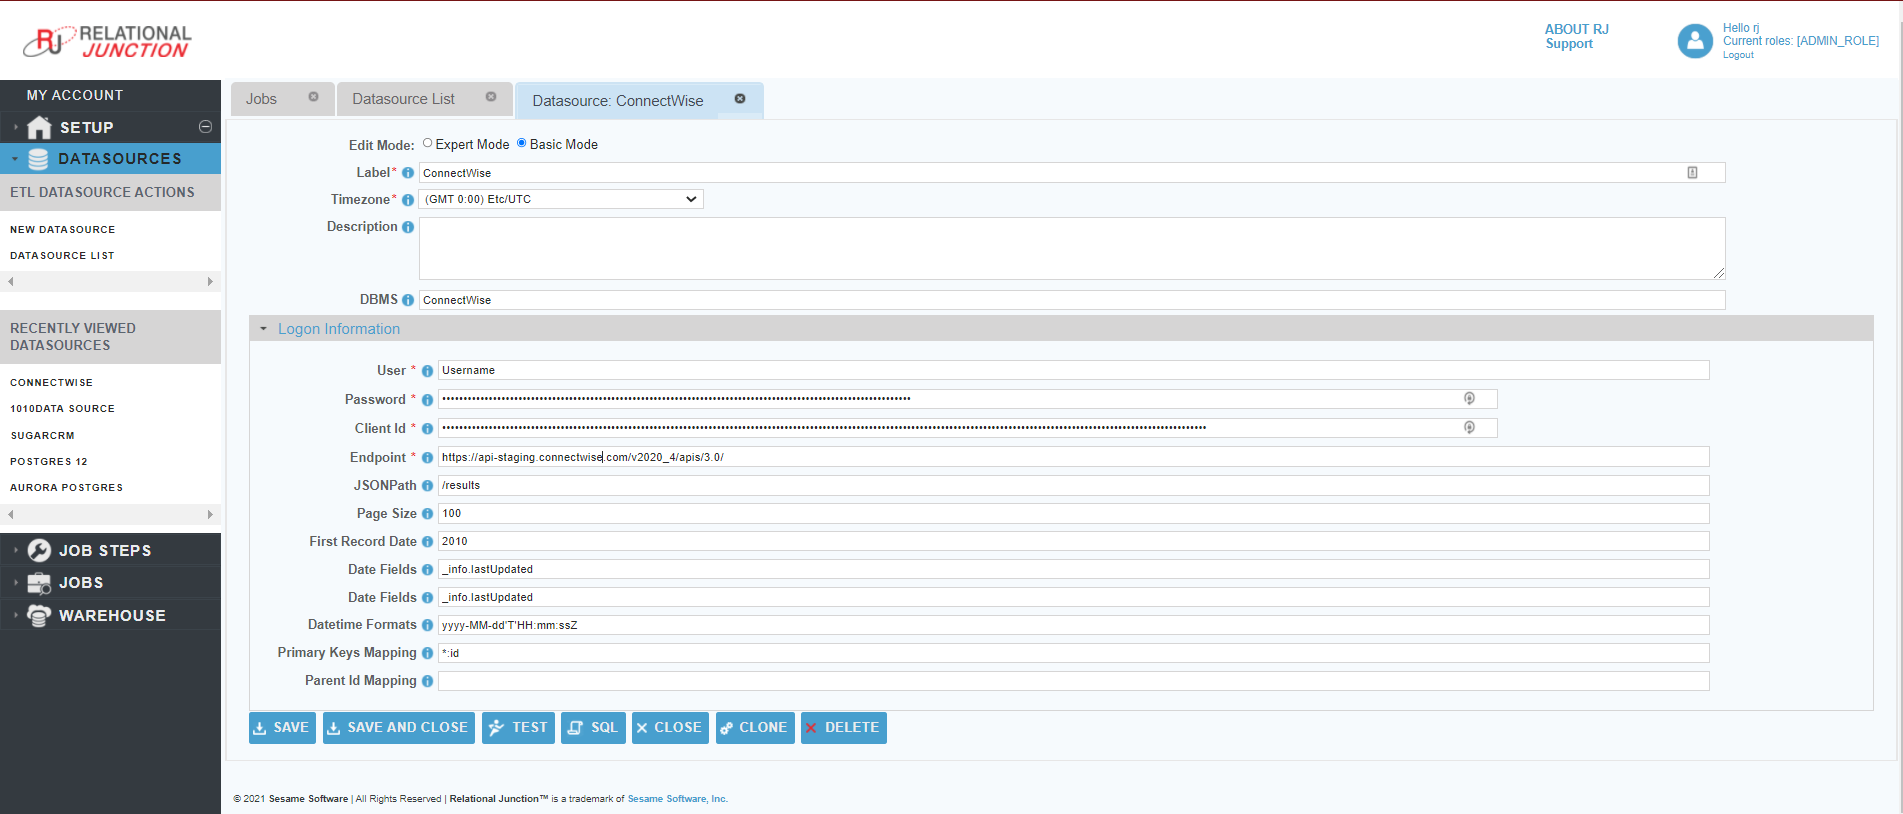 RELATIONAL
JUNCTION
RJ
ABOUT RJ
Support
Hello rj
Current roles: [ADMIN_ROLE]
Logout
MY ACCOUNT
SETUP
DATASOURCES
ETL DATASOURCE ACTIONS
NEW DATASOURCE
DATASOURCE LIST
RECENTLY VIEWED
DATASOURCES
CONNECTWISE
1010DATA SOURCE
SUGARCRM
POSTGRES 12
AURORA POSTGRES
JOB STEPS
JOBS
WAREHOUSE
Jobs
Datasource List
Datasource: ConnectWise
Edit Mode: Expert Mode Basic Mode
Label* ConnectWise
Timezone* (GMT 0:00) Etc/UTC
Description
DBMS ConnectWise
Logon Information
User * Username
Password *
Client Id *
Endpoint * https://api-staging.connectwise.com/v2020_4/apis/3.0/
JSONPath /results
Page Size 100
First Record Date 2010
Date Fields _info.lastUpdated
Date Fields _info.lastUpdated
Datetime Formats yyyy-MM-dd'T'HH:mm:ssZ
Primary Keys Mapping *:id
Parent Id Mapping
SAVE SAVE AND CLOSE TEST SQL CLOSE CLONE DELETE
© 2021 Sesame Software | All Rights Reserved | Relational Junction™ is a trademark of Sesame Software, Inc.